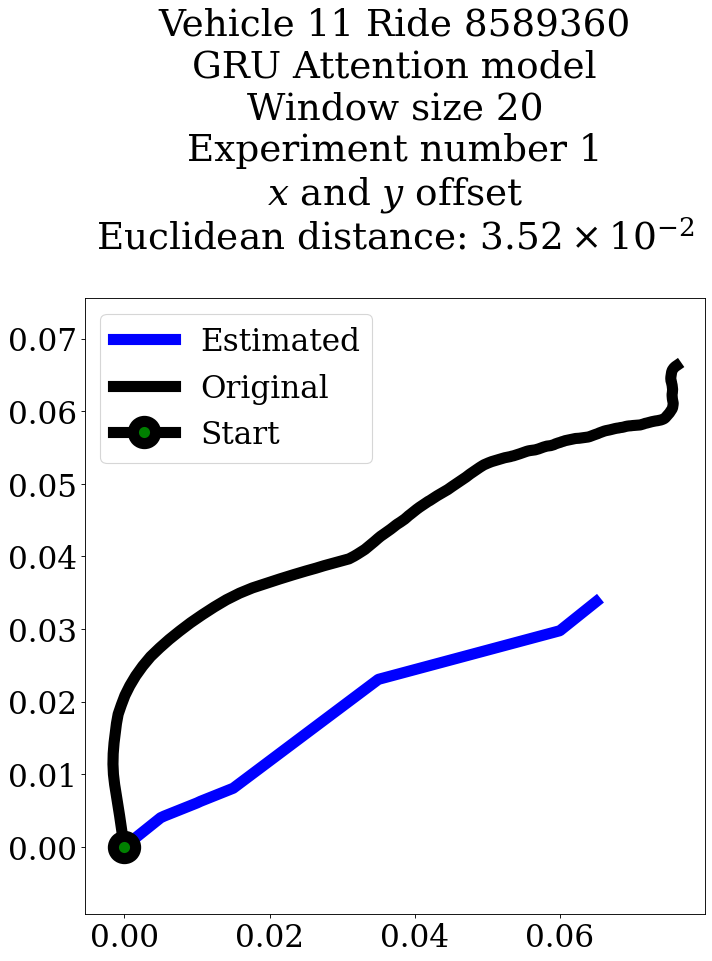 Vehicle 11 Ride 8589360
GRU Attention model
Window size 20
Experiment number 1
x and y offset
Euclidean distance: 3.52 × 10⁻²
Estimated
Original
Start
0.07
0.06
0.05
0.04
0.03
0.02
0.01
0.00
0.00 0.02 0.04 0.06